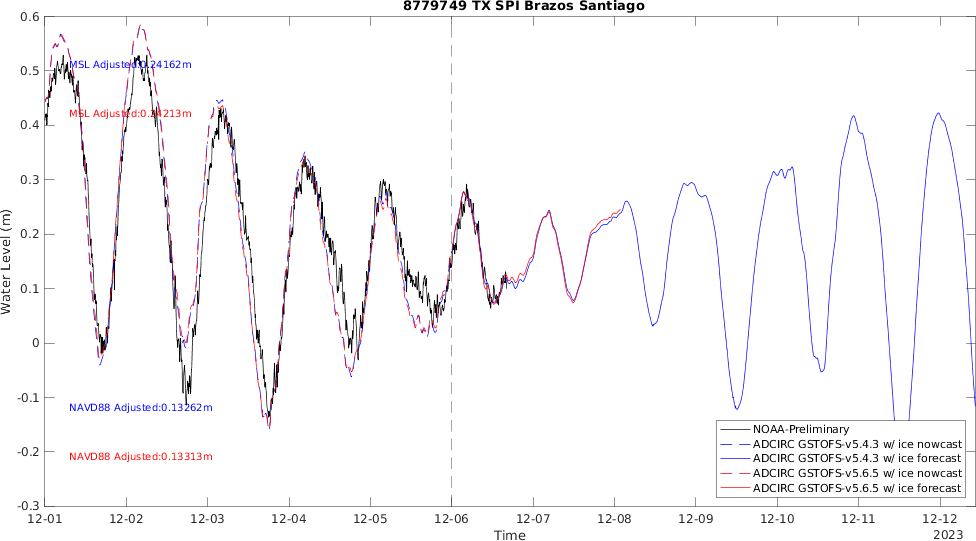 8779749 TX SPI Brazos Santiago
Water Level (m)
0.6
0.5
0.4
0.3
0.2
0.1
0
-0.1
-0.2
-0.3
MSL Adjusted:0.24162m
MSL Adjusted:0.24213m
NAVD88 Adjusted:0.13262m
NAVD88 Adjusted:0.13313m
NOAA-Preliminary
ADCIRC GSTOFS-v5.4.3 w/ ice nowcast
ADCIRC GSTOFS-v5.4.3 w/ ice forecast
ADCIRC GSTOFS-v5.6.5 w/ ice nowcast
ADCIRC GSTOFS-v5.6.5 w/ ice forecast
12-01 12-02 12-03 12-04 12-05 12-06 12-07 12-08 12-09 12-10 12-11 12-12
2023
Time